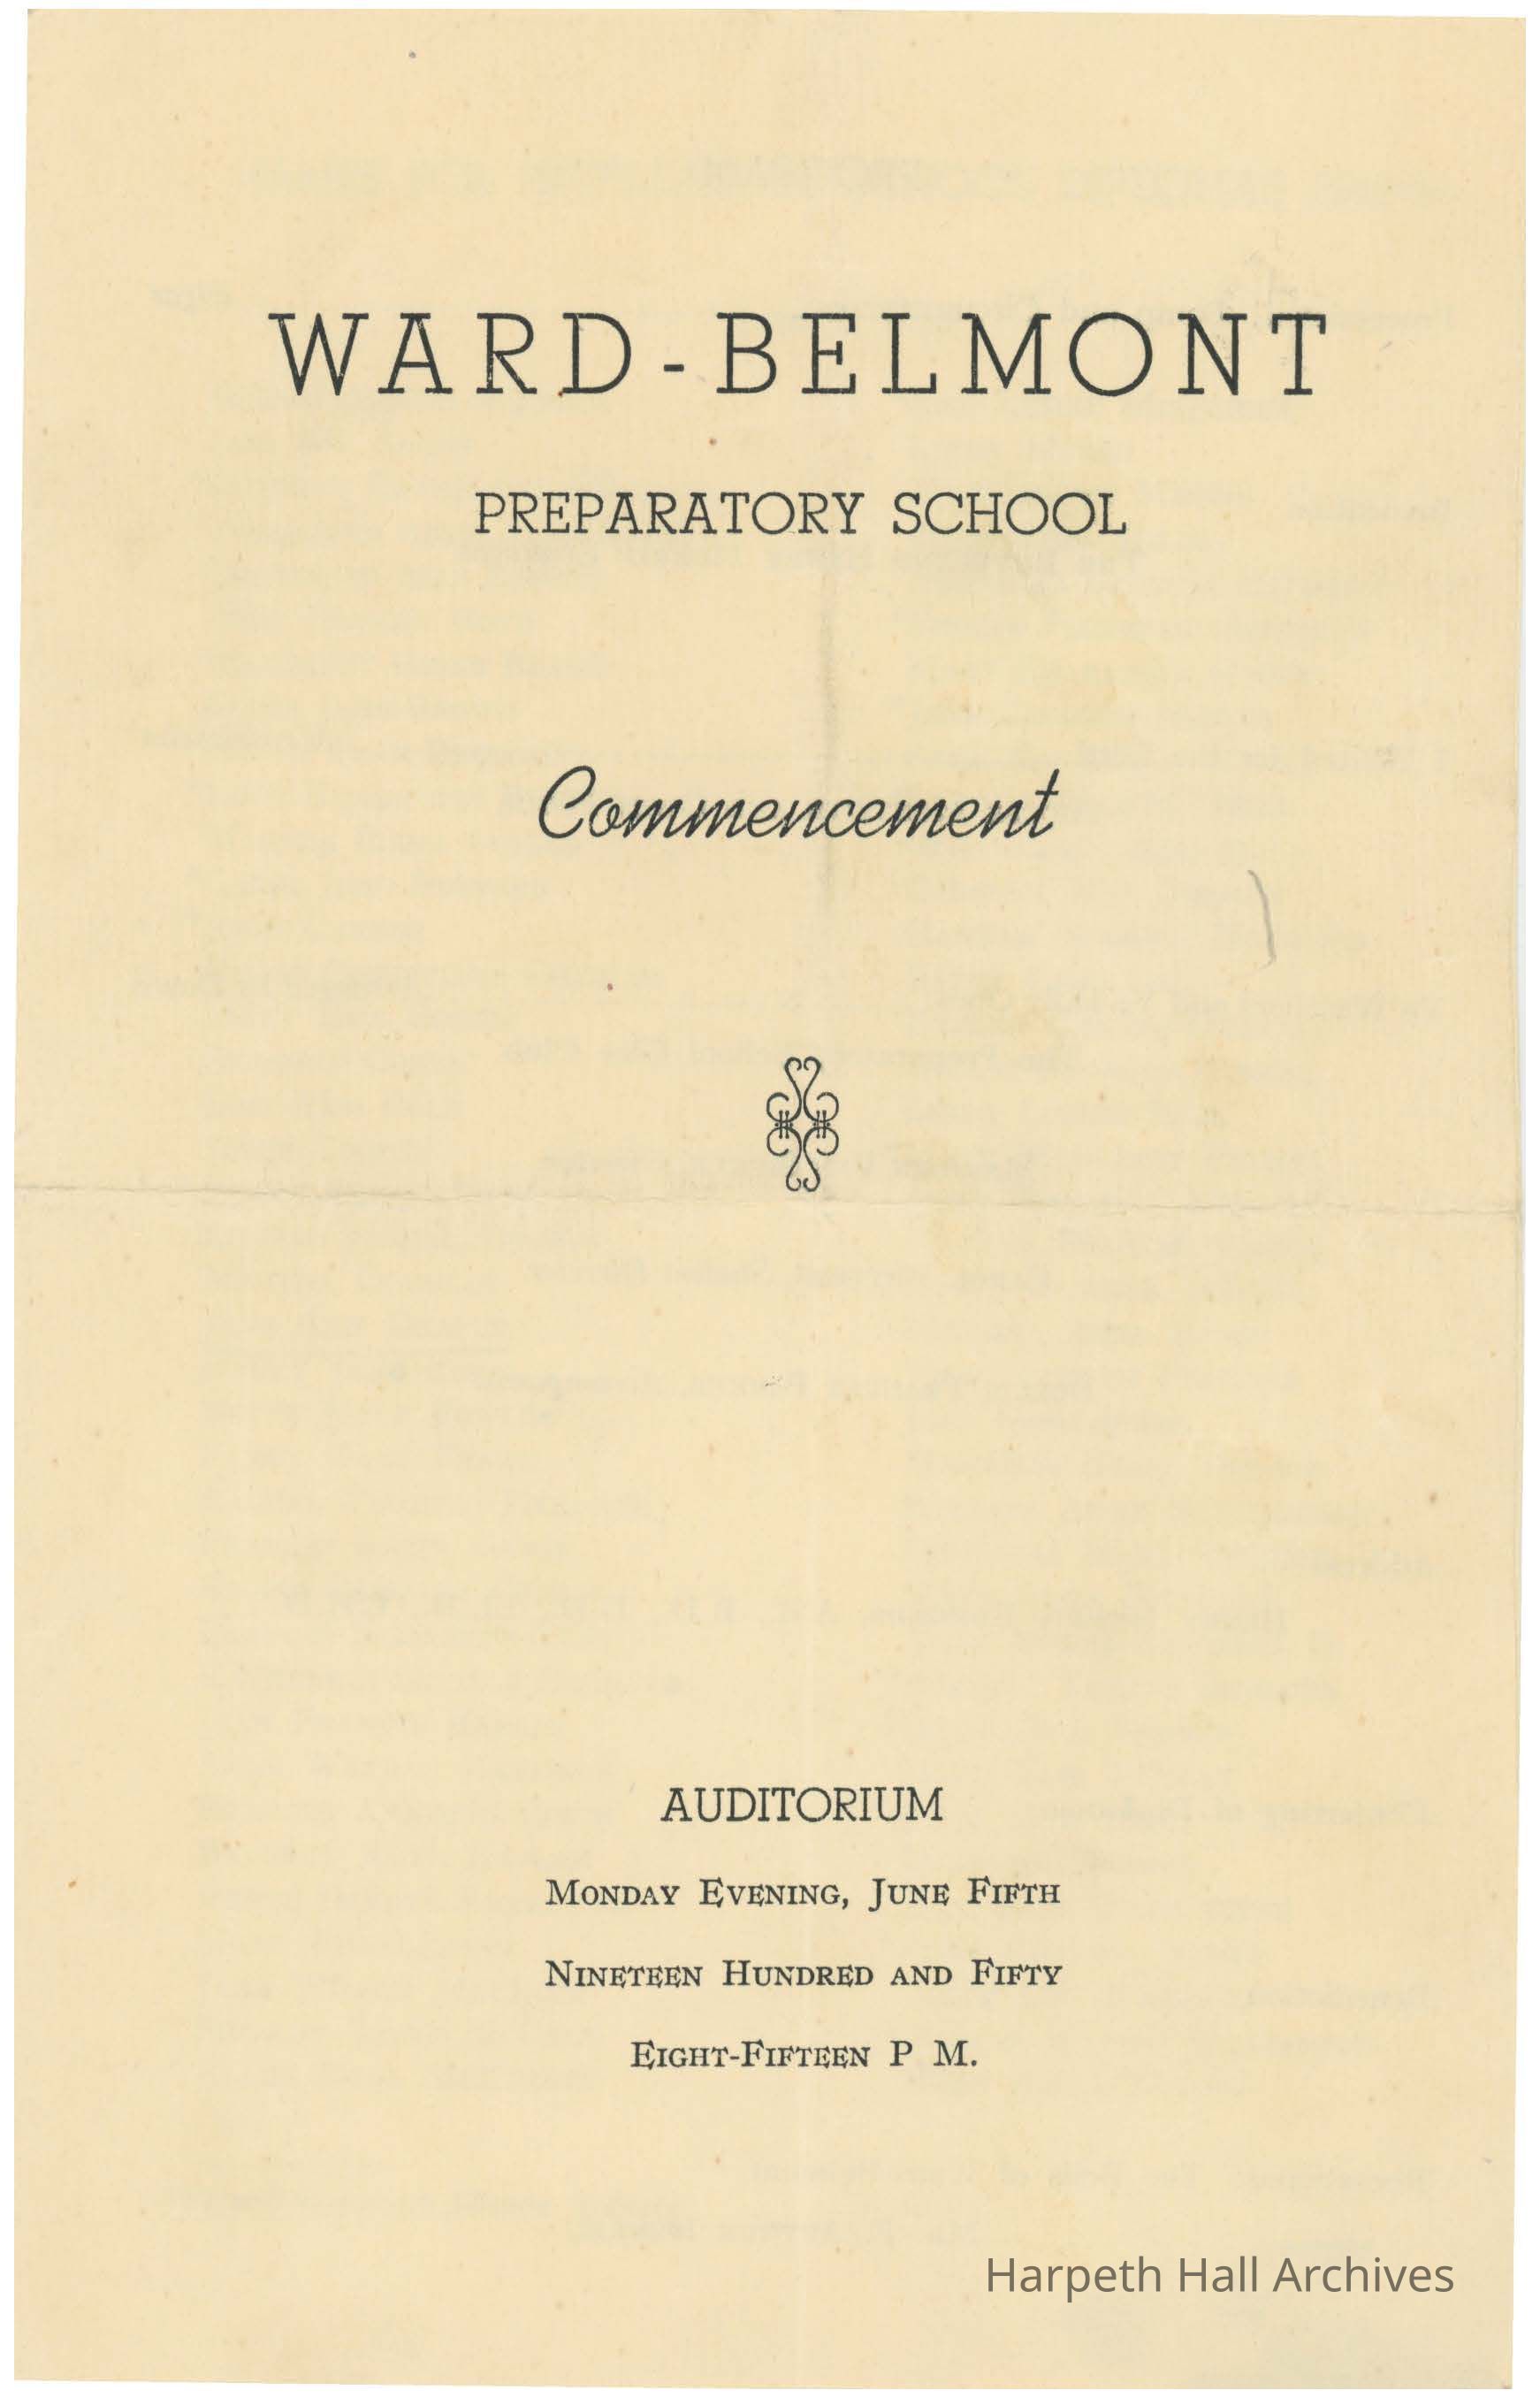 WARD-BELMONT
PREPARATORY SCHOOL
Commencement
AUDITORIUM
Monday Evening, June Fifth
Nineteen Hundred and Fifty
Eight-Fifteen P M.
Harpeth Hall Archives